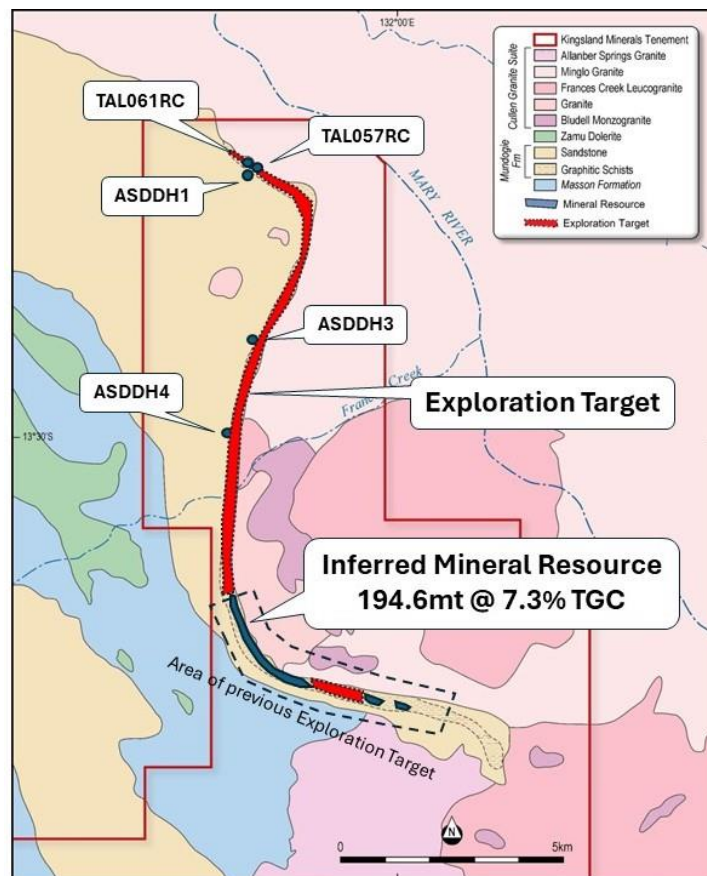 132°00'E
Kingsland Minerals Tenement
Cullen Granite Suite
Allanber Springs Granite
Minglo Granite
Frances Creek Leucogranite
Granite
Bludell Monzogranite
Zamu Dolerite
Mundogie Fm
Sandstone
Graphitic Schists
Masson Formation
Mineral Resource
Exploration Target
TAL061RC
TAL057RC
ASDDH1
MARY RIVER
ASDDH3
ASDDH4
Frances Creek
Exploration Target
13°30'S
Inferred Mineral Resource
194.6mt @ 7.3% TGC
Area of previous Exploration Target
N
0
5km